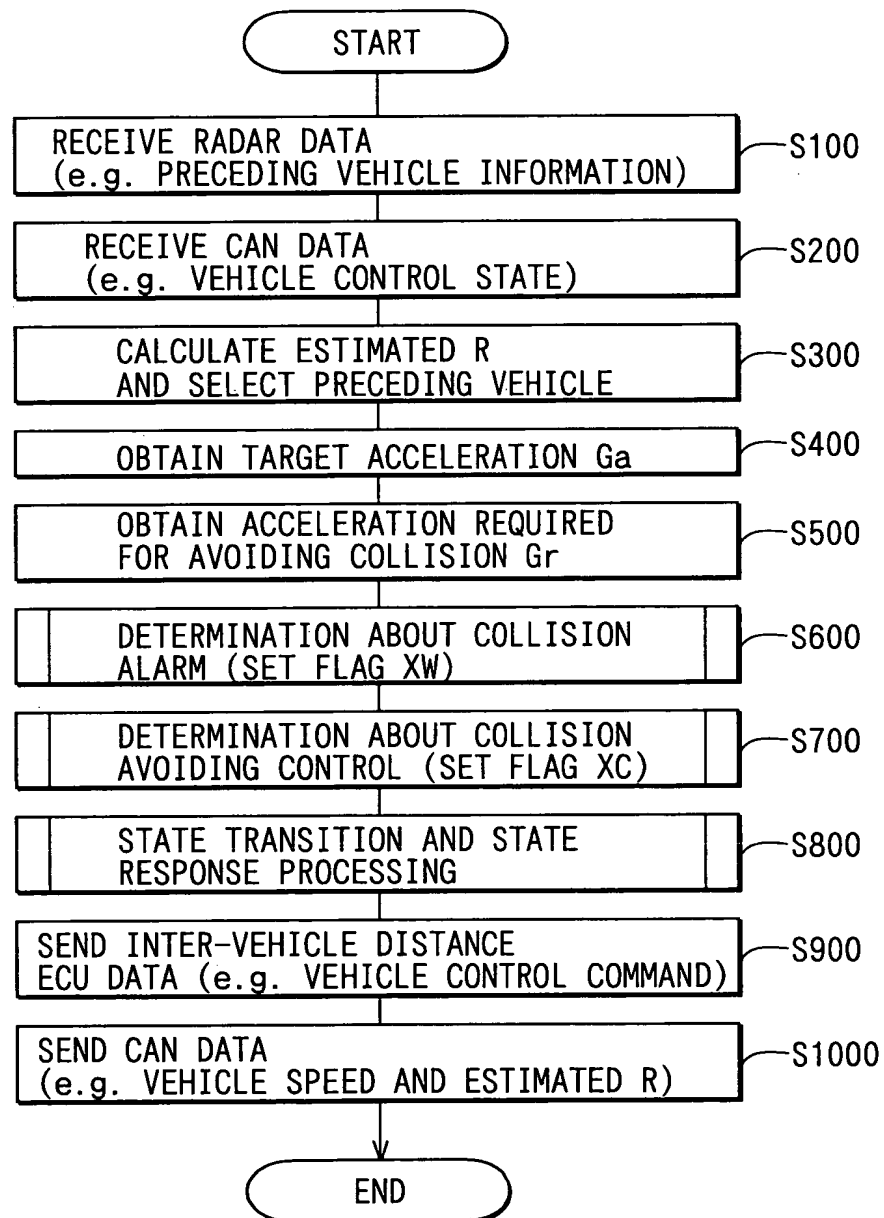 START
RECEIVE RADAR DATA
(e.g. PRECEDING VEHICLE INFORMATION)
S100
RECEIVE CAN DATA
(e.g. VEHICLE CONTROL STATE)
S200
CALCULATE ESTIMATED R
AND SELECT PRECEDING VEHICLE
S300
OBTAIN TARGET ACCELERATION Ga
S400
OBTAIN ACCELERATION REQUIRED
FOR AVOIDING COLLISION Gr
S500
DETERMINATION ABOUT COLLISION
ALARM (SET FLAG XW)
S600
DETERMINATION ABOUT COLLISION
AVOIDING CONTROL (SET FLAG XC)
S700
STATE TRANSITION AND STATE
RESPONSE PROCESSING
S800
SEND INTER-VEHICLE DISTANCE
ECU DATA (e.g. VEHICLE CONTROL COMMAND)
S900
SEND CAN DATA
(e.g. VEHICLE SPEED AND ESTIMATED R)
S1000
END